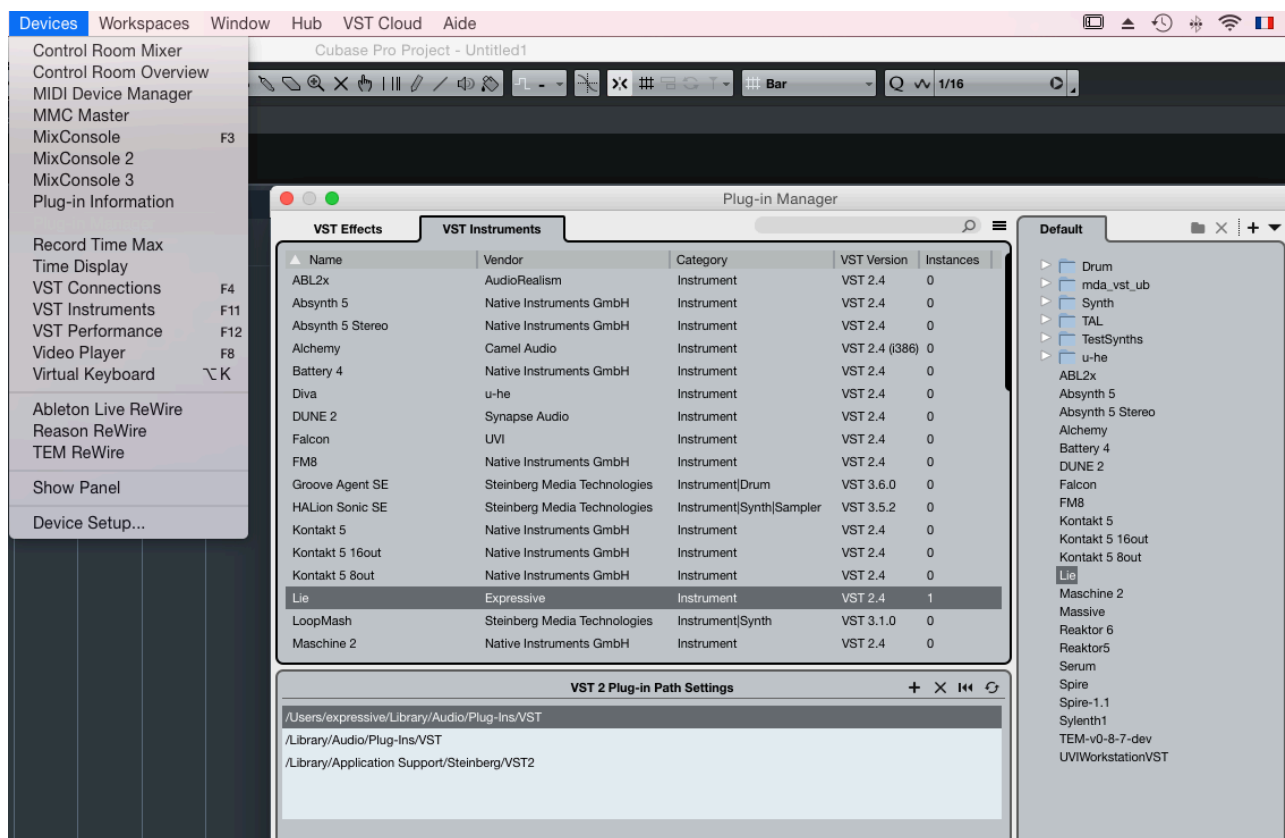 Devices Workspaces Window Hub VST Cloud Aide
Cubase Pro Project - Untitled1
Control Room Mixer
Control Room Overview
MIDI Device Manager
MMC Master
MixConsole F3
MixConsole 2
MixConsole 3
Plug-in Information
Record Time Max
Time Display
VST Connections F4
VST Instruments F11
VST Performance F12
Video Player F8
Virtual Keyboard ⌥K
Ableton Live ReWire
Reason ReWire
TEM ReWire
Show Panel
Device Setup...
Bar Q 1/16
Plug-in Manager
VST Effects VST Instruments
Name Vendor Category VST Version Instances
ABL2x AudioRealism Instrument VST 2.4 0
Absynth 5 Native Instruments GmbH Instrument VST 2.4 0
Absynth 5 Stereo Native Instruments GmbH Instrument VST 2.4 0
Alchemy Camel Audio Instrument VST 2.4 (i386) 0
Battery 4 Native Instruments GmbH Instrument VST 2.4 0
Diva u-he Instrument VST 2.4 0
DUNE 2 Synapse Audio Instrument VST 2.4 0
Falcon UVI Instrument VST 2.4 0
FM8 Native Instruments GmbH Instrument VST 2.4 0
Groove Agent SE Steinberg Media Technologies Instrument|Drum VST 3.6.0 0
HALion Sonic SE Steinberg Media Technologies Instrument|Synth|Sampler VST 3.5.2 0
Kontakt 5 Native Instruments GmbH Instrument VST 2.4 0
Kontakt 5 16out Native Instruments GmbH Instrument VST 2.4 0
Kontakt 5 8out Native Instruments GmbH Instrument VST 2.4 0
Lie Expressive Instrument VST 2.4 1
LoopMash Steinberg Media Technologies Instrument|Synth VST 3.1.0 0
Maschine 2 Native Instruments GmbH Instrument VST 2.4 0
VST 2 Plug-in Path Settings
/Users/expressive/Library/Audio/Plug-Ins/VST
/Library/Audio/Plug-Ins/VST
/Library/Application Support/Steinberg/VST2
Default
Drum
mda_vst_ub
Synth
TAL
TestSynths
u-he
ABL2x
Absynth 5
Absynth 5 Stereo
Alchemy
Battery 4
DUNE 2
Falcon
FM8
Kontakt 5
Kontakt 5 16out
Kontakt 5 8out
Lie
Maschine 2
Massive
Reaktor 6
Reaktor5
Serum
Spire
Spire-1.1
Sylenth1
TEM-v0-8-7-dev
UVIWorkstationVST